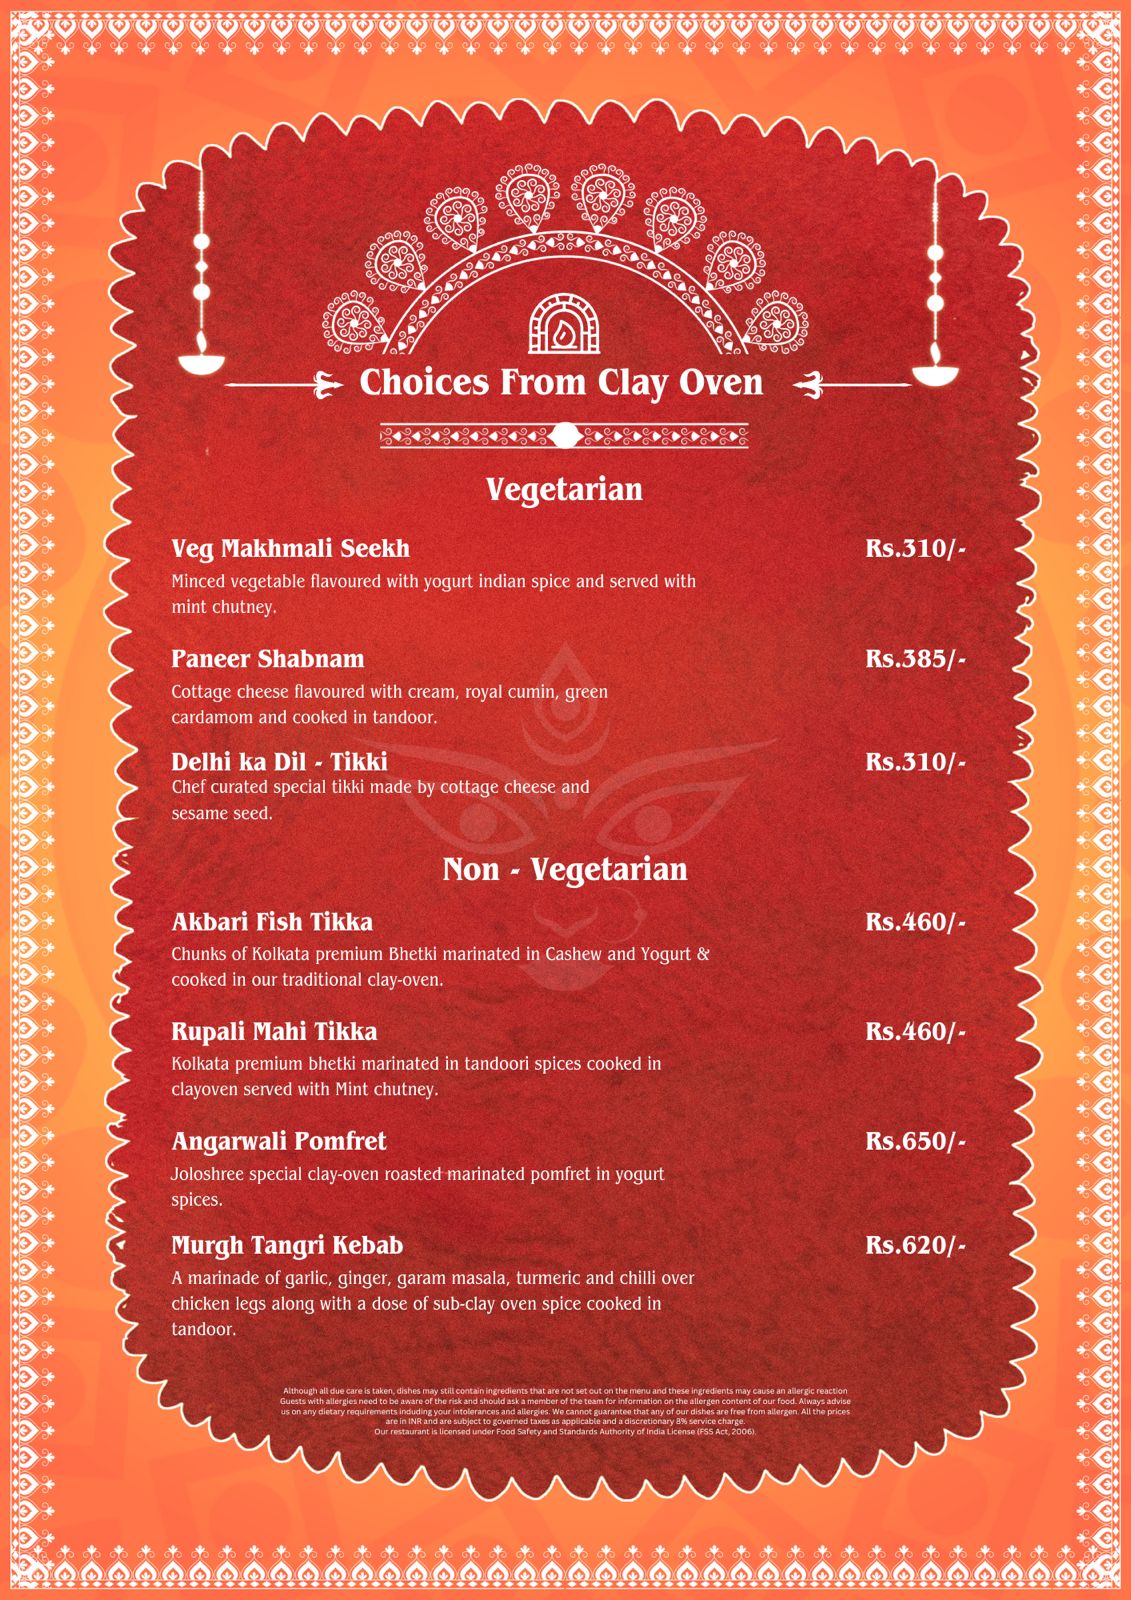 Choices From Clay Oven
Vegetarian
Veg Makhmali Seekh Rs.310/-
Minced vegetable flavoured with yogurt indian spice and served with
mint chutney.
Paneer Shabnam Rs.385/-
Cottage cheese flavoured with cream, royal cumin, green
cardamom and cooked in tandoor.
Delhi ka Dil - Tikki Rs.310/-
Chef curated special tikki made by cottage cheese and
sesame seed.
Non - Vegetarian
Akbari Fish Tikka Rs.460/-
Chunks of Kolkata premium Bhetki marinated in Cashew and Yogurt &
cooked in our traditional clay-oven.
Rupali Mahi Tikka Rs.460/-
Kolkata premium bhetki marinated in tandoori spices cooked in
clayoven served with Mint chutney.
Angarwali Pomfret Rs.650/-
Joloshree special clay-oven roasted marinated pomfret in yogurt
spices.
Murgh Tangri Kebab Rs.620/-
A marinade of garlic, ginger, garam masala, turmeric and chilli over
chicken legs along with a dose of sub-clay oven spice cooked in
tandoor.
Although all due care is taken, dishes may still contain ingredients that are not set out on the menu and these ingredients may cause an allergic reaction
Guests with allergies need to be aware of the risk and should ask a member of the team for information on the allergen content of our food. Always advise
us on any dietary requirements including your intolerances and allergies. We cannot guarantee that any of our dishes are free from allergen. All the prices
are in INR and are subject to governed taxes as applicable and a discretionary 8% service charge.
Our restaurant is licensed under Food Safety and Standards Authority of India License (FSS Act, 2006).